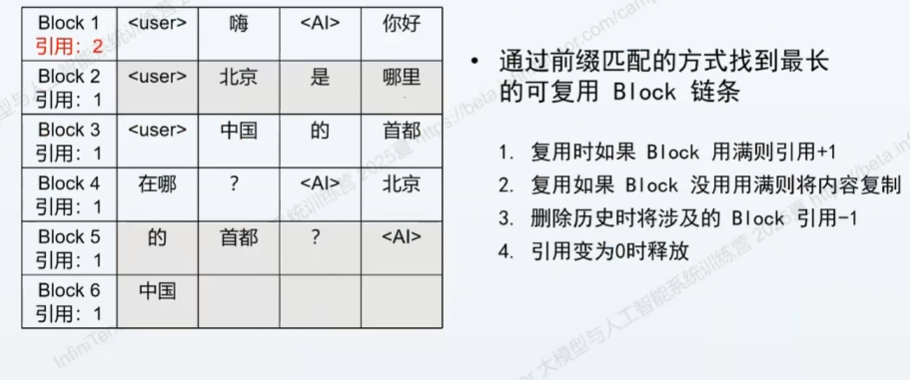 Block 1 <user> 嗨 <AI> 你好
引用：2
Block 2 <user> 北京 是 哪里
引用：1
Block 3 <user> 中国 的 首都
引用：1
Block 4 在哪 ？ <AI> 北京
引用：1
Block 5 的 首都 ？ <AI>
引用：1
Block 6 中国
引用：1
• 通过前缀匹配的方式找到最长
的可复用 Block 链条
1. 复用时如果 Block 用满则引用+1
2. 复用如果 Block 没用用满则将内容复制
3. 删除历史时将涉及的 Block 引用-1
4. 引用变为0时释放
大模型与人工智能系统训练营 2025夏 https://beta.infi